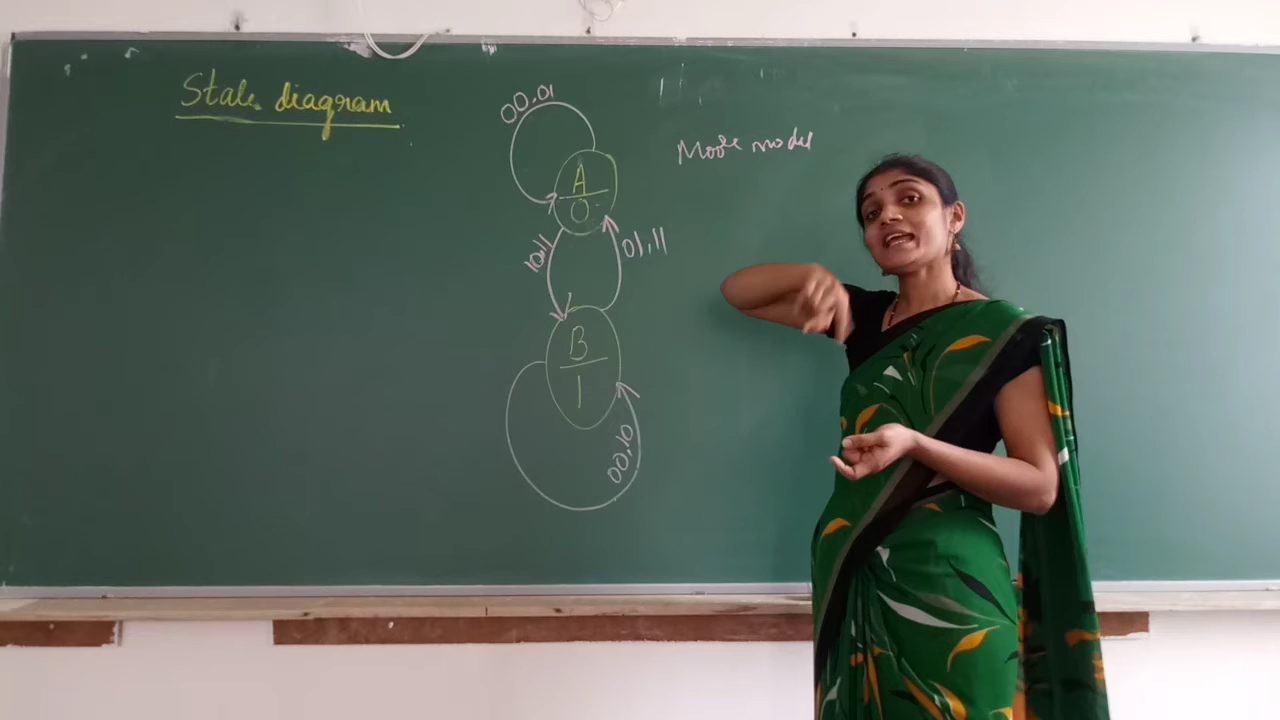 State diagram
00,01
Moore model
A
0
10,11
01,11
B
1
00,10